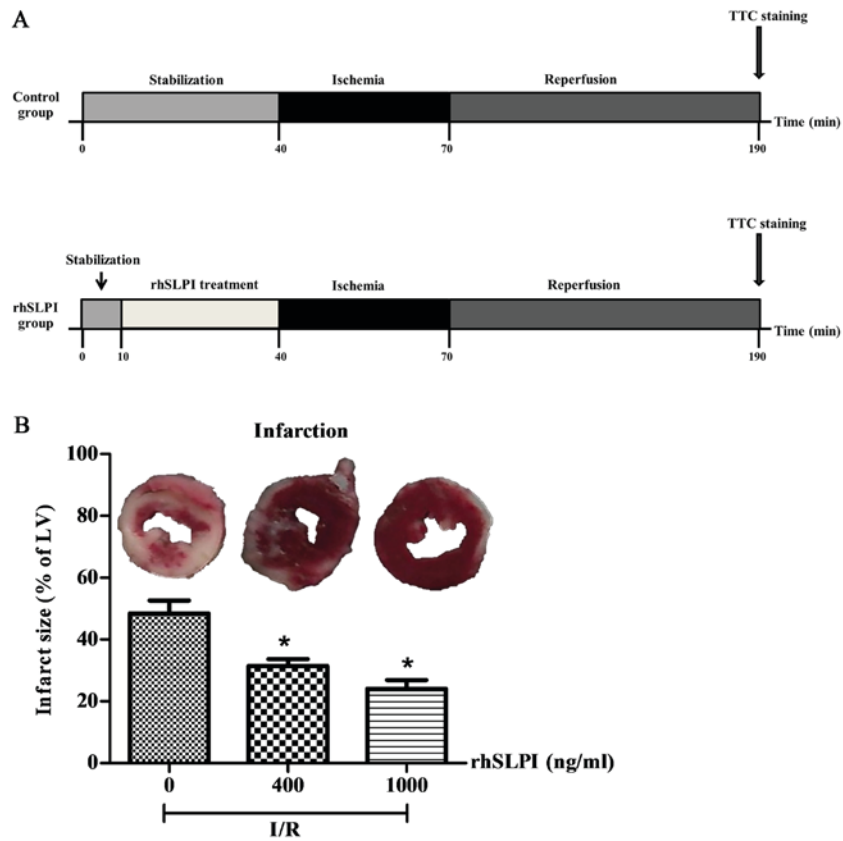 A
TTC staining
Stabilization Ischemia Reperfusion
Control
group
Time (min)
0 40 70 190
TTC staining
Stabilization
rhSLPI treatment Ischemia Reperfusion
rhSLPI
group
Time (min)
0 10 40 70 190
B
Infarction
Infarct size (% of LV)
100
80
60
40
20
0
*
*
rhSLPI (ng/ml)
0 400 1000
I/R